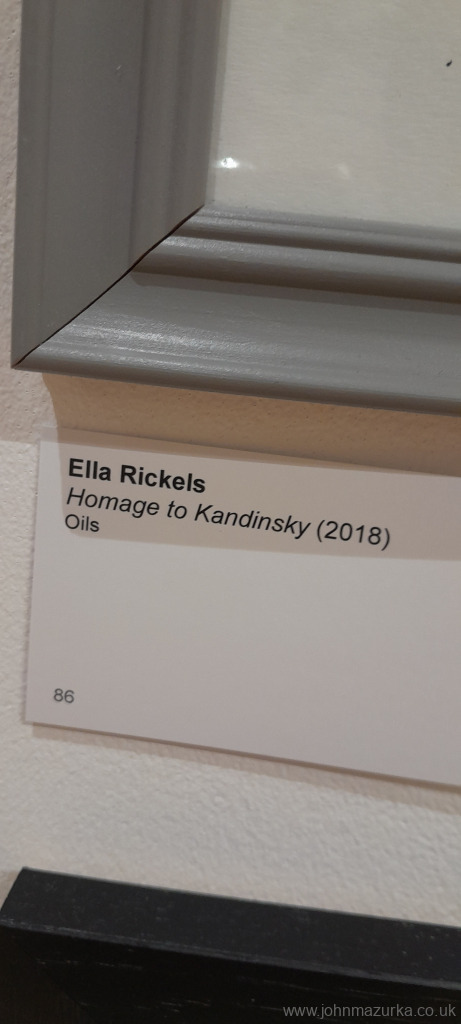 Ella Rickels
Homage to Kandinsky (2018)
Oils
86
www.johnmazurka.co.uk